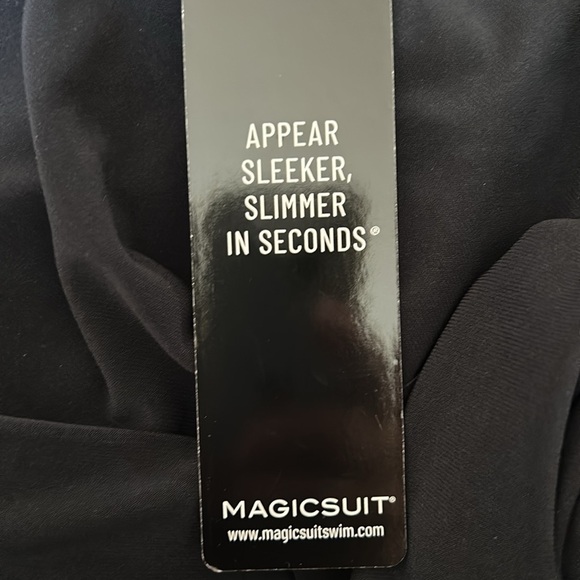 APPEAR
SLEEKER,
SLIMMER
IN SECONDS®
MAGICSUIT®
www.magicsuitswim.com